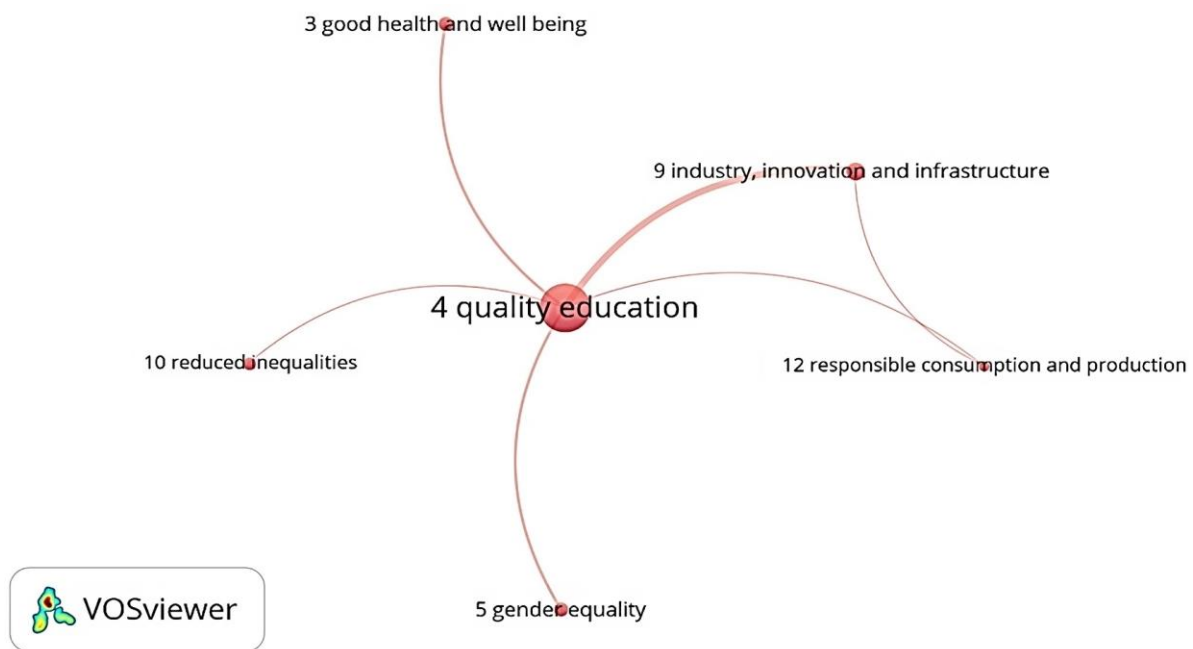 3 good health and well being
9 industry, innovation and infrastructure
4 quality education
10 reduced inequalities
12 responsible consumption and production
5 gender equality
VOSviewer